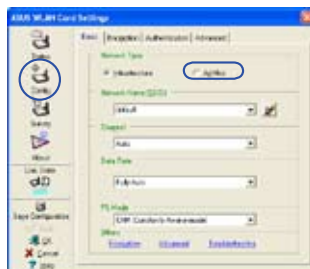 ASUS WLAN Card Settings
Basic Encryption Authentication Advanced
Status
Network Type
Infrastructure Ad Hoc
Config
Network Name (SSID)
default
Survey
Channel
Auto
About
Data Rate
Link State
Fully Auto
Save Configuration
PS Mode
CAM
OK
Others
Encryption Advanced
Cancel
Help